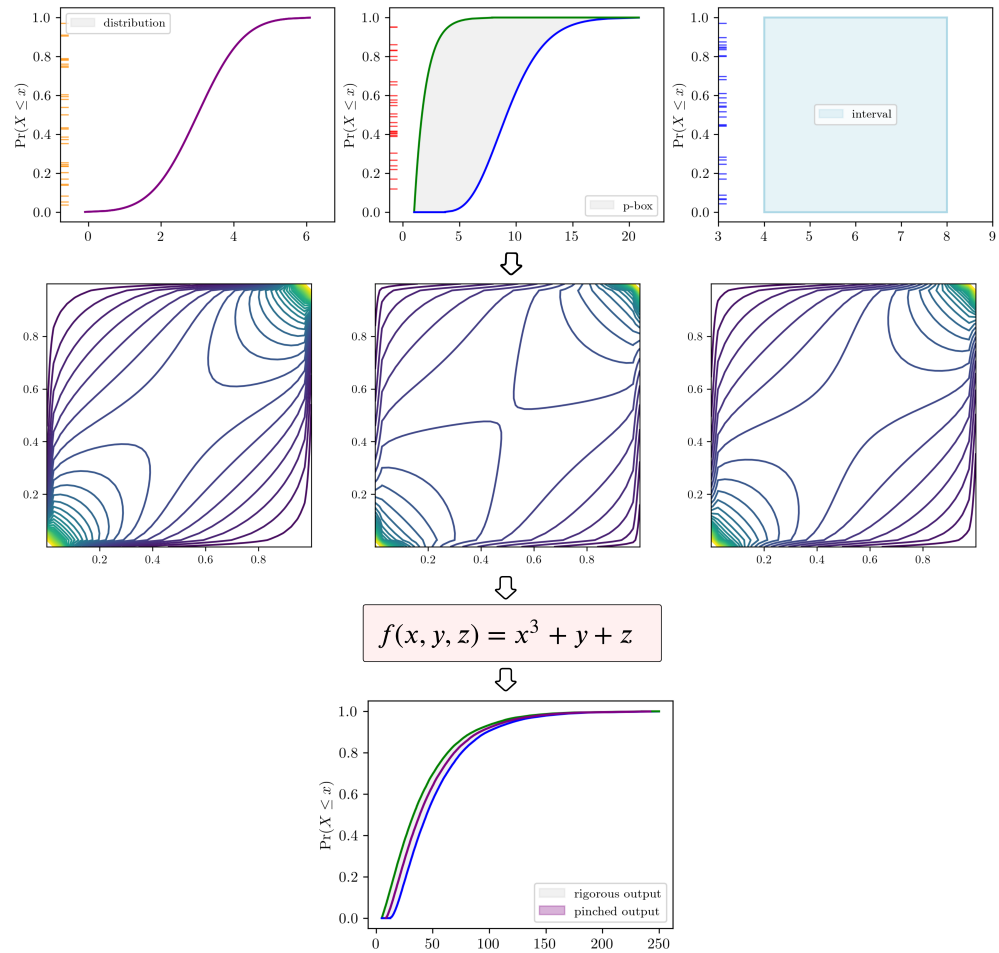 Pr(X ≤ x)
1.0
0.8
0.6
0.4
0.2
0.0
distribution
0 2 4 6
Pr(X ≤ x)
1.0
0.8
0.6
0.4
0.2
0.0
p-box
0 5 10 15 20
Pr(X ≤ x)
1.0
0.8
0.6
0.4
0.2
0.0
interval
3 4 5 6 7 8 9
0.8
0.6
0.4
0.2
0.2 0.4 0.6 0.8
0.8
0.6
0.4
0.2
0.2 0.4 0.6 0.8
0.8
0.6
0.4
0.2
0.2 0.4 0.6 0.8
f(x, y, z) = x³ + y + z
Pr(X ≤ x)
1.0
0.8
0.6
0.4
0.2
0.0
rigorous output
pinched output
0 50 100 150 200 250